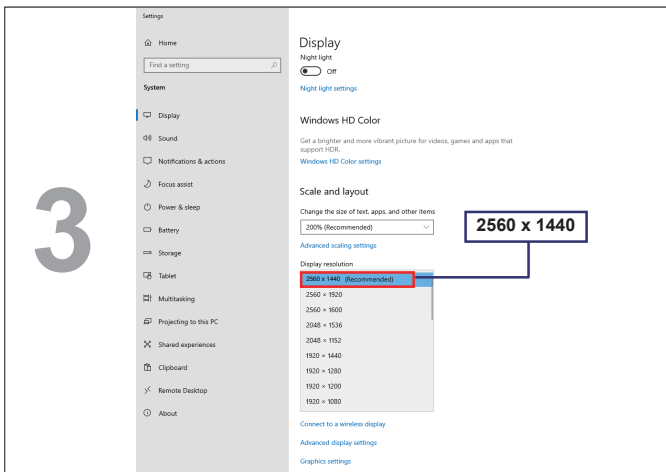 3
Settings
Home
Find a setting
System
Display
Sound
Notifications & actions
Focus assist
Power & sleep
Battery
Storage
Tablet
Multitasking
Projecting to this PC
Shared experiences
Clipboard
Remote Desktop
About
Display
Night light
Off
Night light settings
Windows HD Color
Get a brighter and more vibrant picture for videos, games and apps that
support HDR.
Windows HD Color settings
Scale and layout
Change the size of text, apps, and other items
200% (Recommended)
Advanced scaling settings
Display resolution
2560 x 1440 (Recommended)
2560 × 1920
2560 × 1600
2048 × 1536
2048 × 1152
1920 × 1440
1920 × 1280
1920 × 1200
1920 × 1080
Connect to a wireless display
Advanced display settings
Graphics settings
2560 x 1440